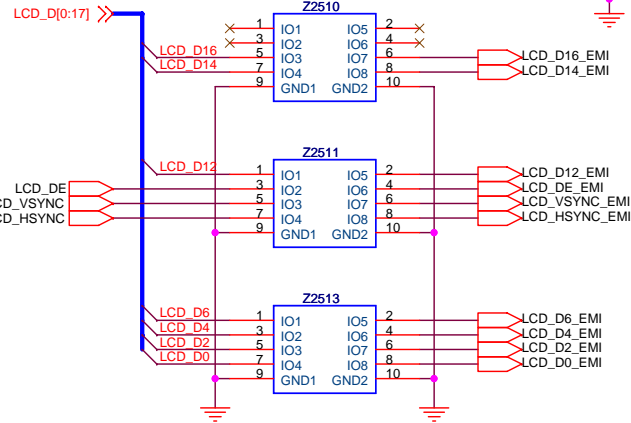 LCD_D[0:17]
Z2510
1 IO1 IO5 2
3 IO2 IO6 4
LCD_D16 5 IO3 IO7 6 LCD_D16_EMI
LCD_D14 7 IO4 IO8 8 LCD_D14_EMI
9 GND1 GND2 10
Z2511
LCD_D12 1 IO1 IO5 2 LCD_D12_EMI
LCD_DE 3 IO2 IO6 4 LCD_DE_EMI
CD_VSYNC 5 IO3 IO7 6 LCD_VSYNC_EMI
CD_HSYNC 7 IO4 IO8 8 LCD_HSYNC_EMI
9 GND1 GND2 10
Z2513
LCD_D6 1 IO1 IO5 2 LCD_D6_EMI
LCD_D4 3 IO2 IO6 4 LCD_D4_EMI
LCD_D2 5 IO3 IO7 6 LCD_D2_EMI
LCD_D0 7 IO4 IO8 8 LCD_D0_EMI
9 GND1 GND2 10